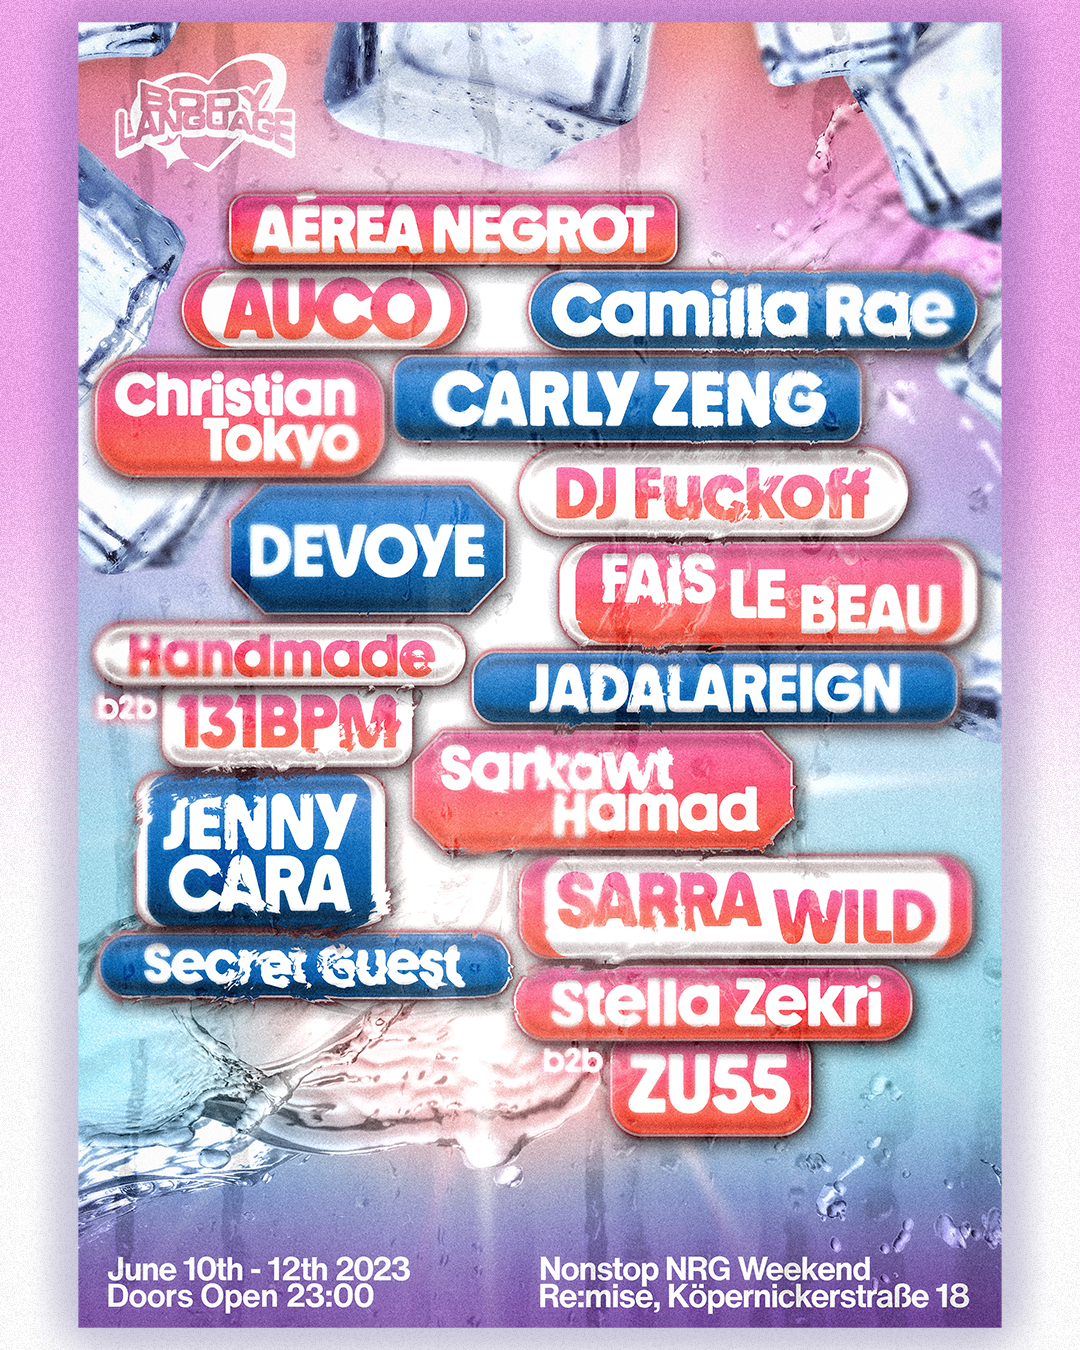 BODY
LANGUAGE
AÉREA NEGROT
AUCO
Camilla Rae
Christian
Tokyo
CARLY ZENG
DJ Fuckoff
DEVOYE
FAIS LE BEAU
Handmade
b2b 131BPM
JADALAREIGN
Sarkawt
Hamad
JENNY
CARA
SARRA WILD
Secret Guest
Stella Zekri
b2b ZU55
June 10th - 12th 2023
Doors Open 23:00
Nonstop NRG Weekend
Re:mise, Köpernickerstraße 18